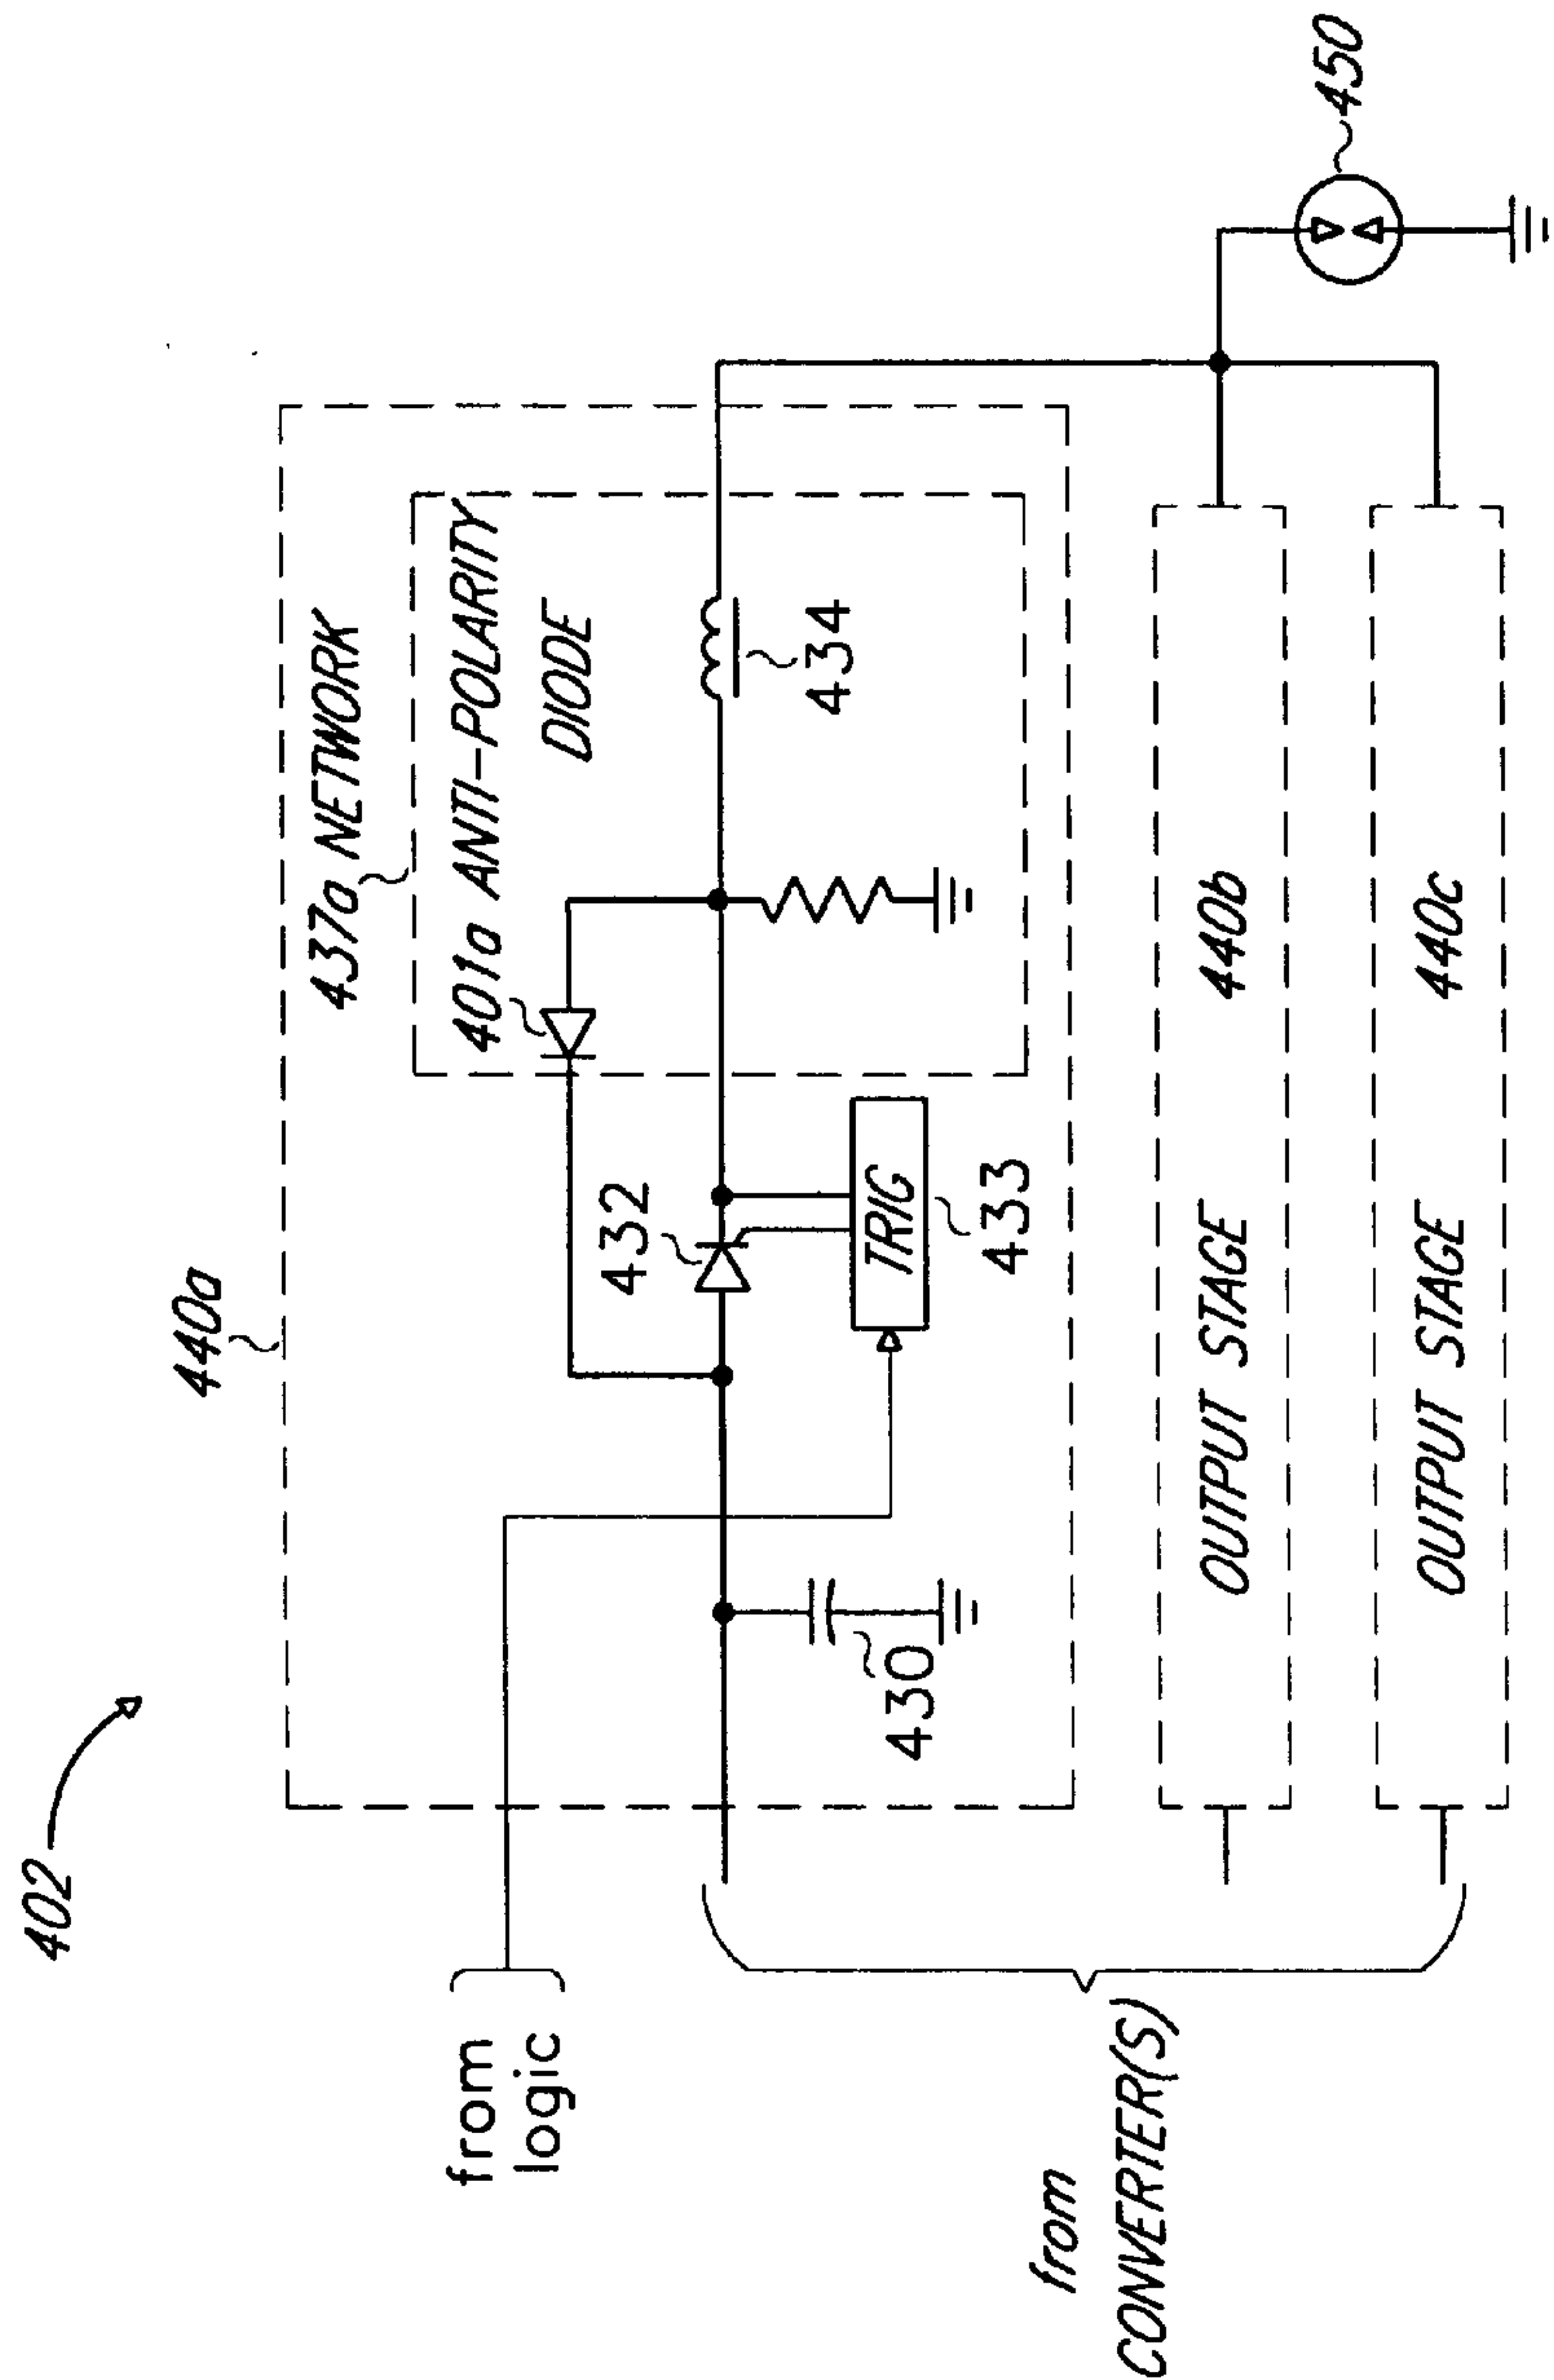 402
440a
437a NETWORK
401a ANTI-POLARITY
DIODE
from
logic
432
434
TRIG
433
430
from
CONVERTER(S)
OUTPUT STAGE 440b
OUTPUT STAGE 440c
450